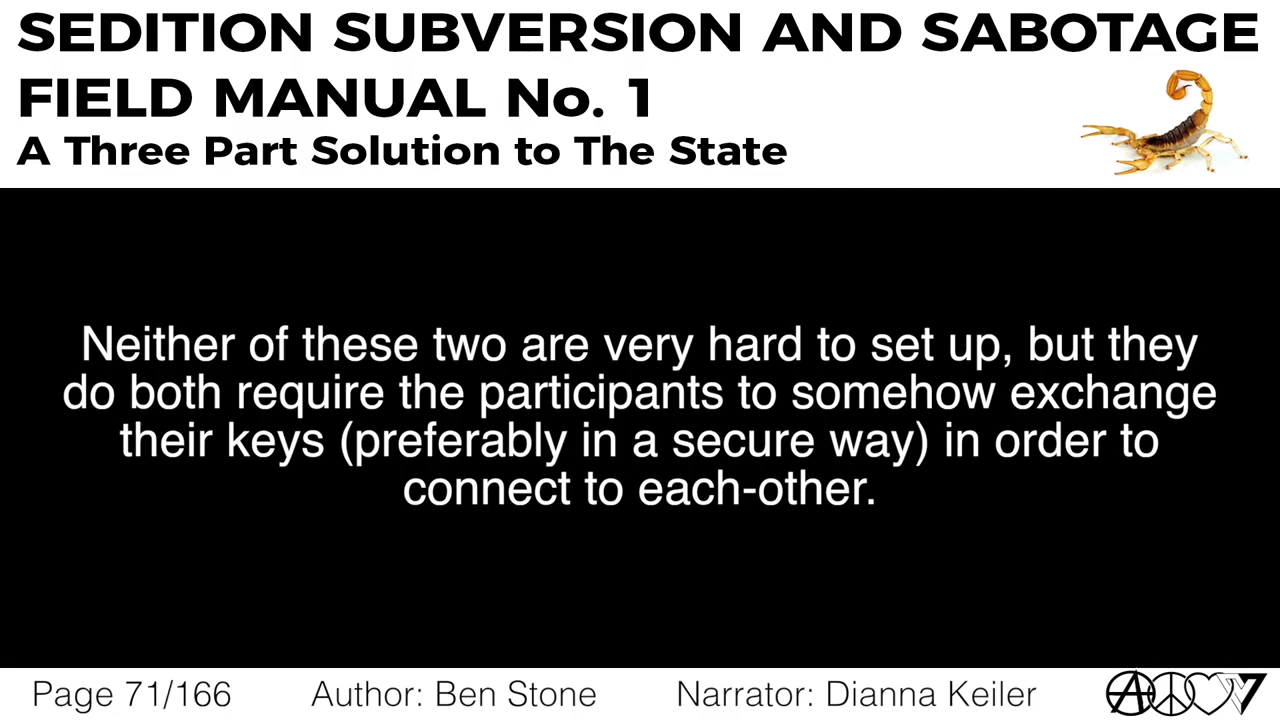 SEDITION SUBVERSION AND SABOTAGE
FIELD MANUAL No. 1
A Three Part Solution to The State
Neither of these two are very hard to set up, but they
do both require the participants to somehow exchange
their keys (preferably in a secure way) in order to
connect to each-other.
Page 71/166 Author: Ben Stone Narrator: Dianna Keiler